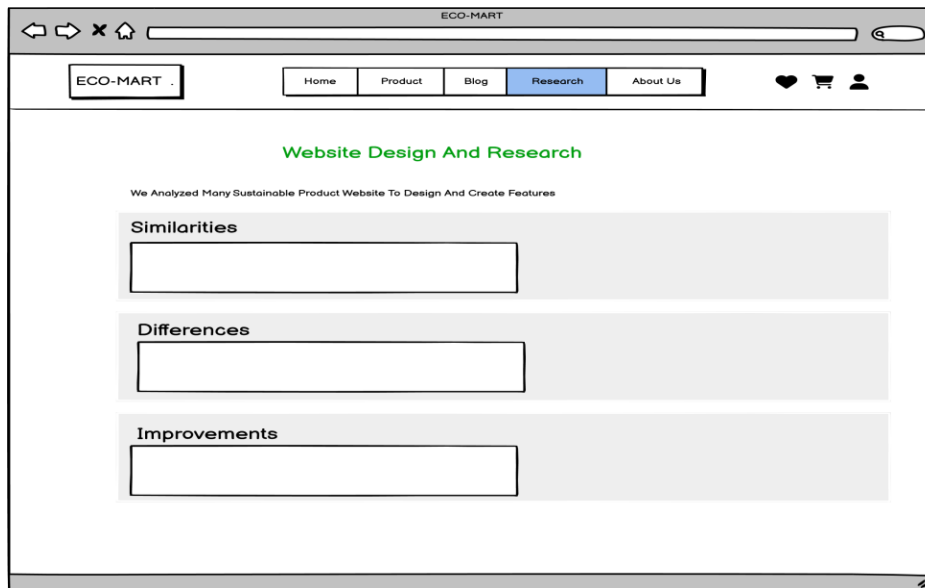 ECO-MART
ECO-MART .
Home Product Blog Research About Us
Website Design And Research
We Analyzed Many Sustainable Product Website To Design And Create Features
Similarities
Differences
Improvements